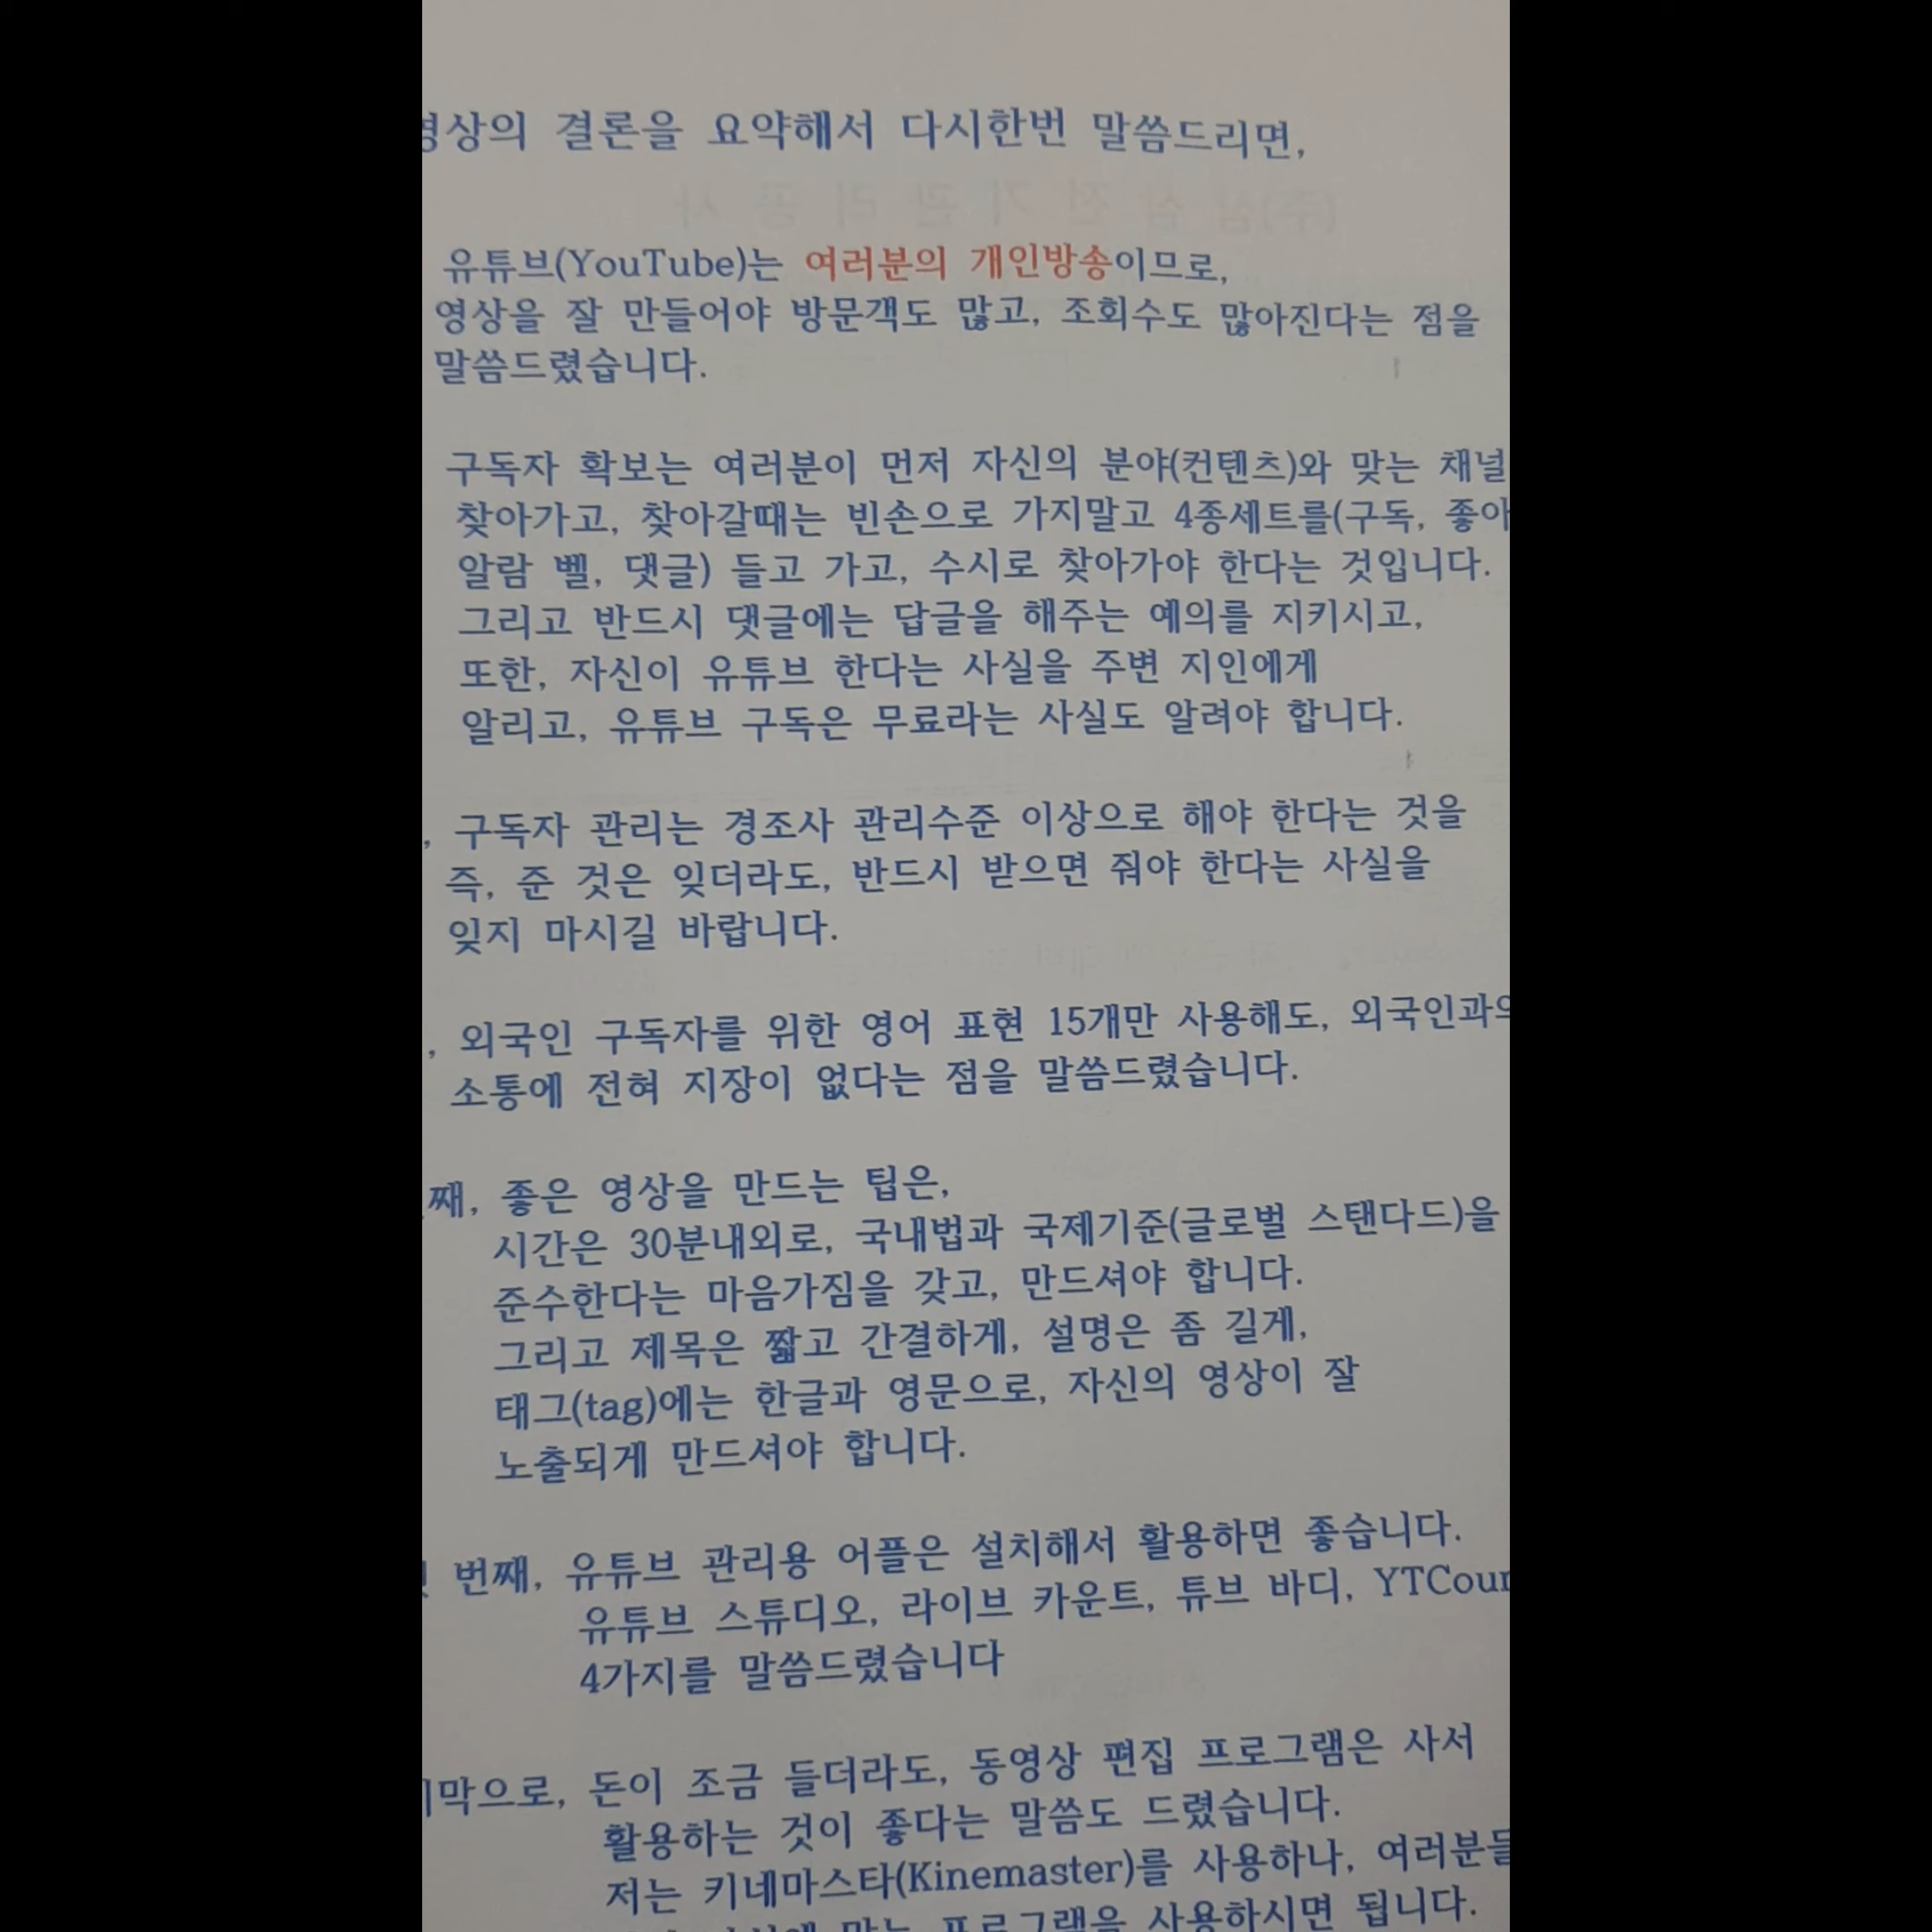 영상의 결론을 요약해서 다시한번 말씀드리면,
유튜브(YouTube)는 여러분의 개인방송이므로,
영상을 잘 만들어야 방문객도 많고, 조회수도 많아진다는 점을
말씀드렸습니다.
구독자 확보는 여러분이 먼저 자신의 분야(컨텐츠)와 맞는 채널
찾아가고, 찾아갈때는 빈손으로 가지말고 4종세트를(구독, 좋아
알람 벨, 댓글) 들고 가고, 수시로 찾아가야 한다는 것입니다.
그리고 반드시 댓글에는 답글을 해주는 예의를 지키시고,
또한, 자신이 유튜브 한다는 사실을 주변 지인에게
알리고, 유튜브 구독은 무료라는 사실도 알려야 합니다.
, 구독자 관리는 경조사 관리수준 이상으로 해야 한다는 것을
즉, 준 것은 잊더라도, 반드시 받으면 줘야 한다는 사실을
잊지 마시길 바랍니다.
, 외국인 구독자를 위한 영어 표현 15개만 사용해도, 외국인과의
소통에 전혀 지장이 없다는 점을 말씀드렸습니다.
째, 좋은 영상을 만드는 팁은,
시간은 30분내외로, 국내법과 국제기준(글로벌 스탠다드)을
준수한다는 마음가짐을 갖고, 만드셔야 합니다.
그리고 제목은 짧고 간결하게, 설명은 좀 길게,
태그(tag)에는 한글과 영문으로, 자신의 영상이 잘
노출되게 만드셔야 합니다.
번째, 유튜브 관리용 어플은 설치해서 활용하면 좋습니다.
유튜브 스튜디오, 라이브 카운트, 튜브 바디, YTCour
4가지를 말씀드렸습니다
막으로, 돈이 조금 들더라도, 동영상 편집 프로그램은 사서
활용하는 것이 좋다는 말씀도 드렸습니다.
저는 키네마스타(Kinemaster)를 사용하나, 여러분들
맞는 프로그램을 사용하시면 됩니다.